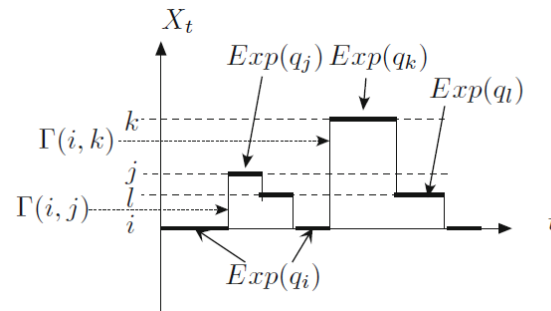 X_t
Exp(q_j) Exp(q_k)
Exp(q_l)
k
Γ(i, k)
j
l
Γ(i, j)
i
t
Exp(q_i)